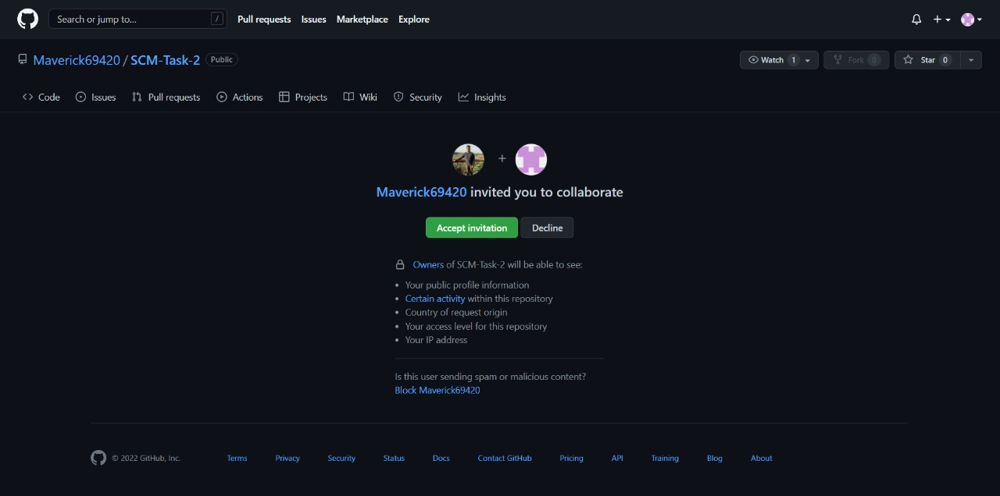 Search or jump to... / Pull requests Issues Marketplace Explore
Maverick69420 / SCM-Task-2 Public Watch 1 Fork 0 Star 0
Code Issues Pull requests Actions Projects Wiki Security Insights
+
Maverick69420 invited you to collaborate
Accept invitation Decline
Owners of SCM-Task-2 will be able to see:
• Your public profile information
• Certain activity within this repository
• Country of request origin
• Your access level for this repository
• Your IP address
Is this user sending spam or malicious content?
Block Maverick69420
© 2022 GitHub, Inc. Terms Privacy Security Status Docs Contact GitHub Pricing API Training Blog About